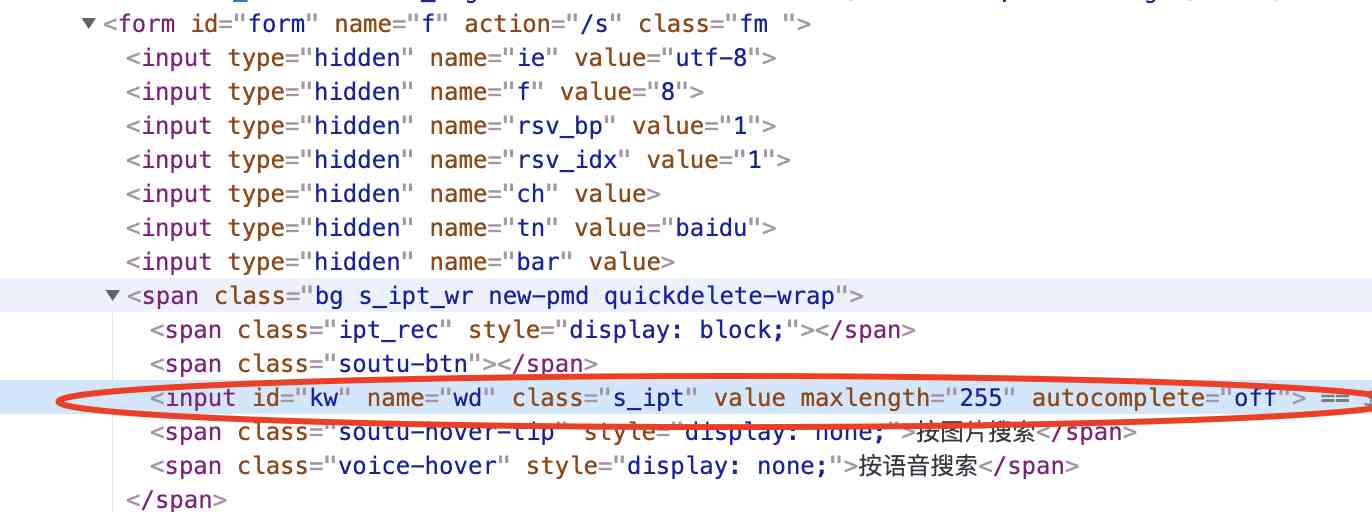 <form id="form" name="f" action="/s" class="fm ">
<input type="hidden" name="ie" value="utf-8">
<input type="hidden" name="f" value="8">
<input type="hidden" name="rsv_bp" value="1">
<input type="hidden" name="rsv_idx" value="1">
<input type="hidden" name="ch" value>
<input type="hidden" name="tn" value="baidu">
<input type="hidden" name="bar" value>
<span class="bg s_ipt_wr new-pmd quickdelete-wrap">
<span class="ipt_rec" style="display: block;"></span>
<span class="soutu-btn"></span>
<input id="kw" name="wd" class="s_ipt" value maxlength="255" autocomplete="off"> ==
<span class="soutu-hover-tip" style="display: none;">按图片搜索</span>
<span class="voice-hover" style="display: none;">按语音搜索</span>
</span>